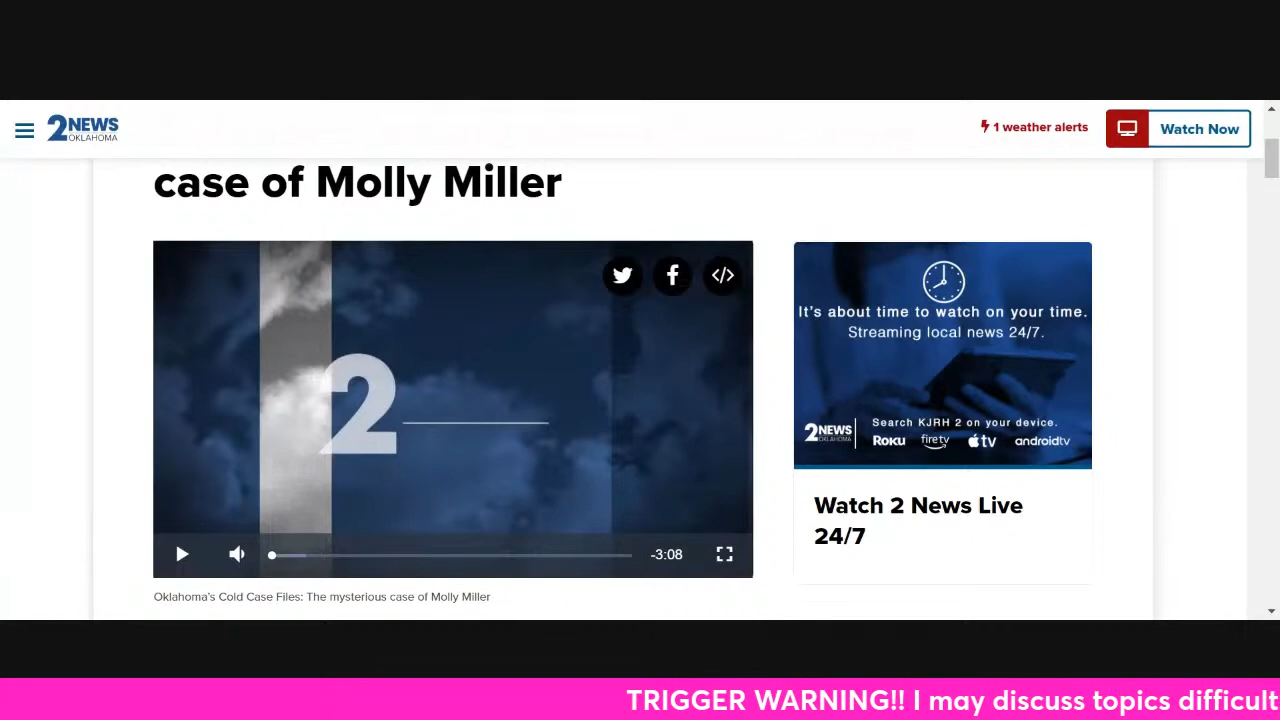 2NEWS
OKLAHOMA
1 weather alerts
Watch Now
case of Molly Miller
2
It's about time to watch on your time.
Streaming local news 24/7.
Search KJRH 2 on your device.
2NEWS
OKLAHOMA
Roku firetv tv androidtv
Watch 2 News Live
24/7
-3:08
Oklahoma's Cold Case Files: The mysterious case of Molly Miller
TRIGGER WARNING!! I may discuss topics difficult